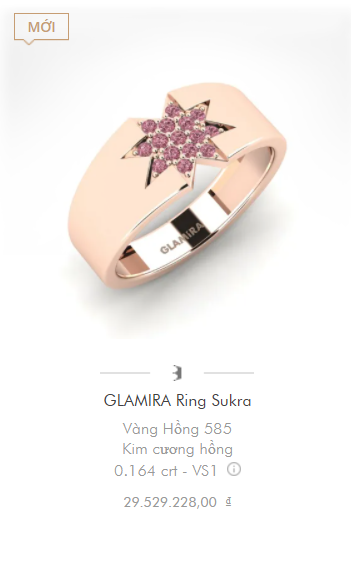 MỚI
GLAMIRA
GLAMIRA Ring Sukra
Vàng Hồng 585
Kim cương hồng
0.164 crt - VS1
29.529.228,00 ₫